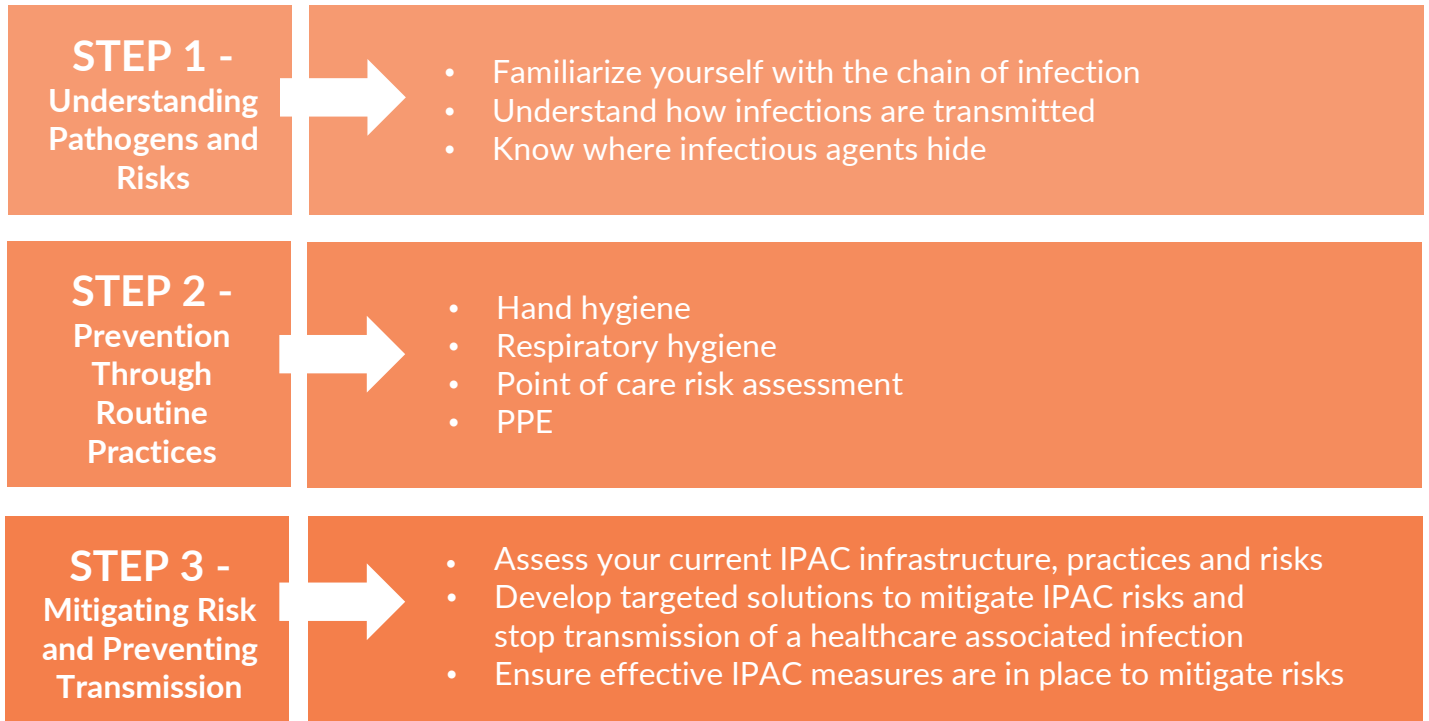 STEP 1 -
Understanding
Pathogens and
Risks
• Familiarize yourself with the chain of infection
• Understand how infections are transmitted
• Know where infectious agents hide
STEP 2 -
Prevention
Through
Routine
Practices
• Hand hygiene
• Respiratory hygiene
• Point of care risk assessment
• PPE
STEP 3 -
Mitigating Risk
and Preventing
Transmission
• Assess your current IPAC infrastructure, practices and risks
• Develop targeted solutions to mitigate IPAC risks and
stop transmission of a healthcare associated infection
• Ensure effective IPAC measures are in place to mitigate risks